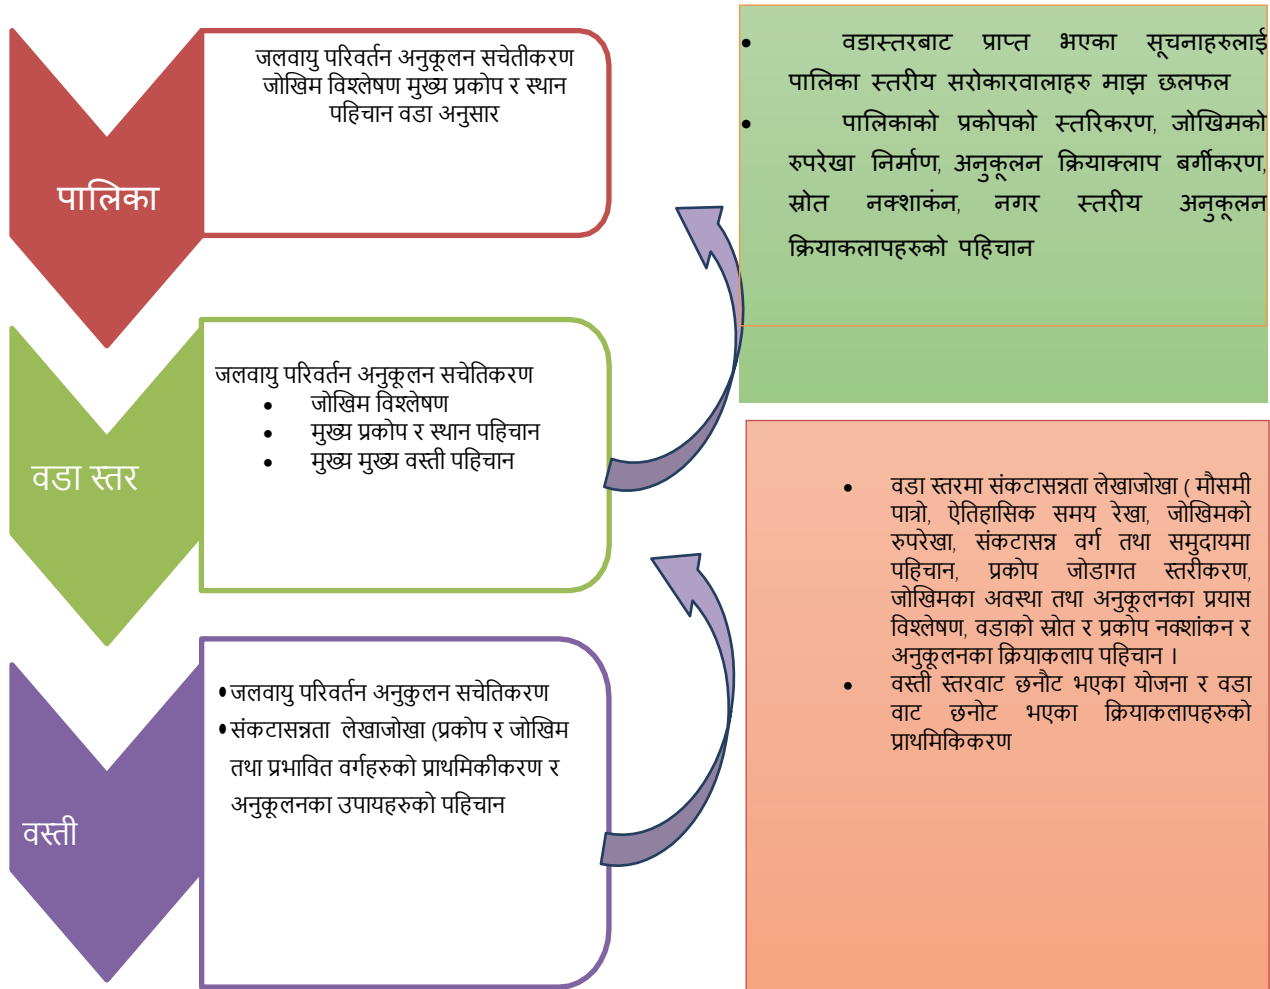 पालिका
जलवायु परिवर्तन अनुकूलन सचेतीकरण
जोखिम विश्लेषण मुख्य प्रकोप र स्थान
पहिचान वडा अनुसार
• वडास्तरबाट प्राप्त भएका सूचनाहरुलाई
पालिका स्तरीय सरोकारवालाहरु माझ छलफल
• पालिकाको प्रकोपको स्तरिकरण, जोखिमको
रुपरेखा निर्माण, अनुकूलन क्रियाक्लाप बर्गीकरण,
स्रोत नक्शाकंन, नगर स्तरीय अनुकूलन
क्रियाकलापहरुको पहिचान
वडा स्तर
जलवायु परिवर्तन अनुकूलन सचेतिकरण
• जोखिम विश्लेषण
• मुख्य प्रकोप र स्थान पहिचान
• मुख्य मुख्य वस्ती पहिचान
• वडा स्तरमा संकटासन्नता लेखाजोखा ( मौसमी
पात्रो, ऐतिहासिक समय रेखा, जोखिमको
रुपरेखा, संकटासन्न वर्ग तथा समुदायमा
पहिचान, प्रकोप जोडागत स्तरीकरण,
जोखिमका अवस्था तथा अनुकूलनका प्रयास
विश्लेषण, वडाको स्रोत र प्रकोप नक्शांकन र
अनुकूलनका क्रियाकलाप पहिचान ।
• वस्ती स्तरवाट छनौट भएका योजना र वडा
वाट छनोट भएका क्रियाकलापहरुको
प्राथमिकिकरण
वस्ती
• जलवायु परिवर्तन अनुकुलन सचेतिकरण
• संकटासन्नता लेखाजोखा (प्रकोप र जोखिम
तथा प्रभावित वर्गहरुको प्राथमिकीकरण र
अनुकूलनका उपायहरुको पहिचान